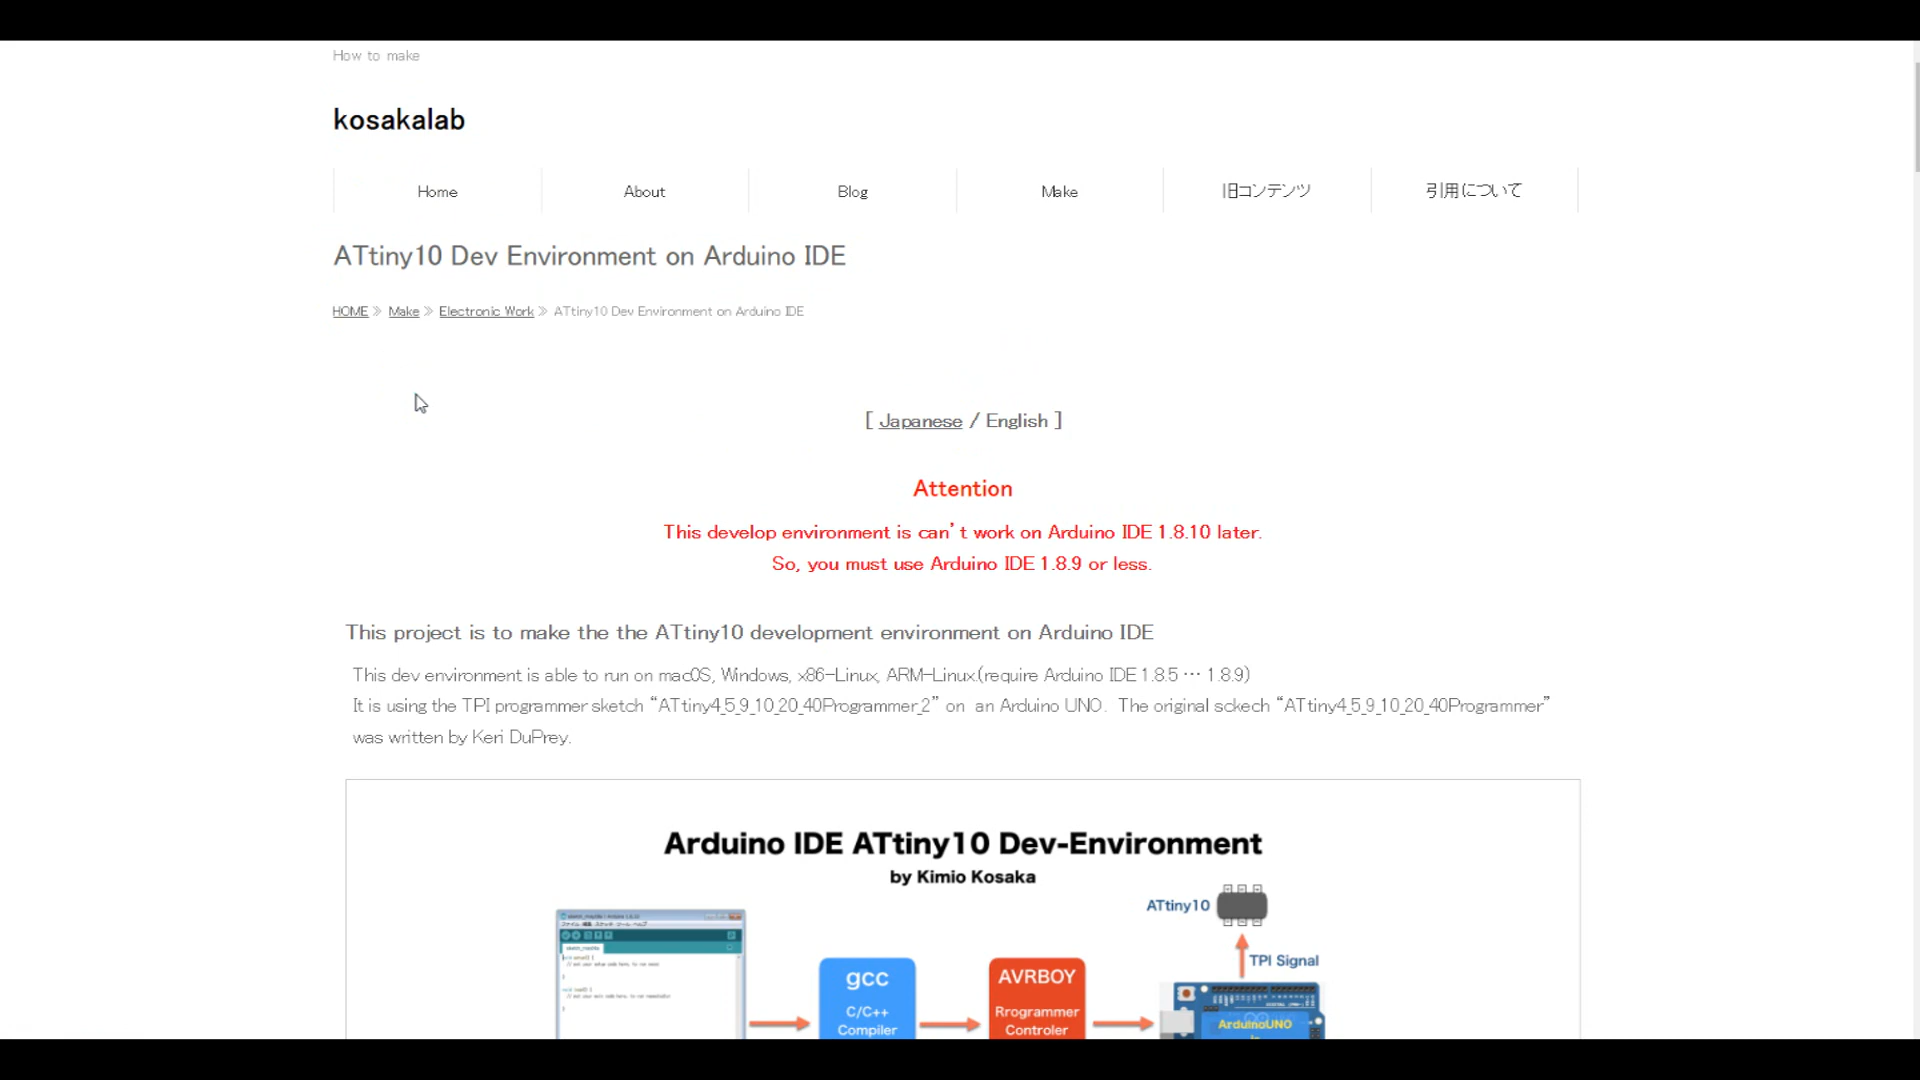 How to make
kosakalab
Home
About
Blog
Make
旧コンテンツ
引用について
ATtiny10 Dev Environment on Arduino IDE
HOME » Make » Electronic Work » ATtiny10 Dev Environment on Arduino IDE
[ Japanese / English ]
Attention
This develop environment is can’t work on Arduino IDE 1.8.10 later.
So, you must use Arduino IDE 1.8.9 or less.
This project is to make the the ATtiny10 development environment on Arduino IDE
This dev environment is able to run on macOS, Windows, x86-Linux, ARM-Linux.(require Arduino IDE 1.8.5 … 1.8.9)
It is using the TPI programmer sketch “ATtiny4_5_9_10_20_40Programmer_2” on an Arduino UNO. The original sckech “ATtiny4_5_9_10_20_40Programmer”
was written by Keri DuPrey.
Arduino IDE ATtiny10 Dev-Environment
by Kimio Kosaka
ATtiny10
TPI Signal
gcc
C/C++
Compiler
AVRBOY
Rrogrammer
Controler
ArduinoUNO